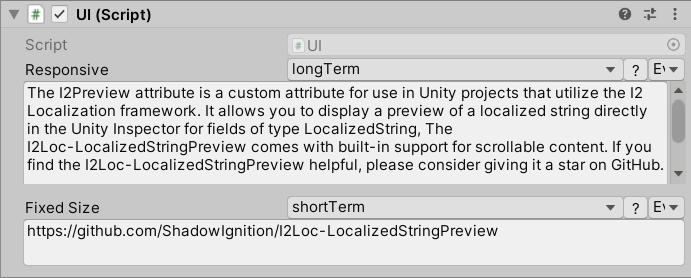 # UI (Script)
Script # UI
Responsive longTerm ? E
The I2Preview attribute is a custom attribute for use in Unity projects that utilize the I2
Localization framework. It allows you to display a preview of a localized string directly
in the Unity Inspector for fields of type LocalizedString, The
I2Loc-LocalizedStringPreview comes with built-in support for scrollable content. If you
find the I2Loc-LocalizedStringPreview helpful, please consider giving it a star on GitHub.
Fixed Size shortTerm ? E
https://github.com/ShadowIgnition/I2Loc-LocalizedStringPreview